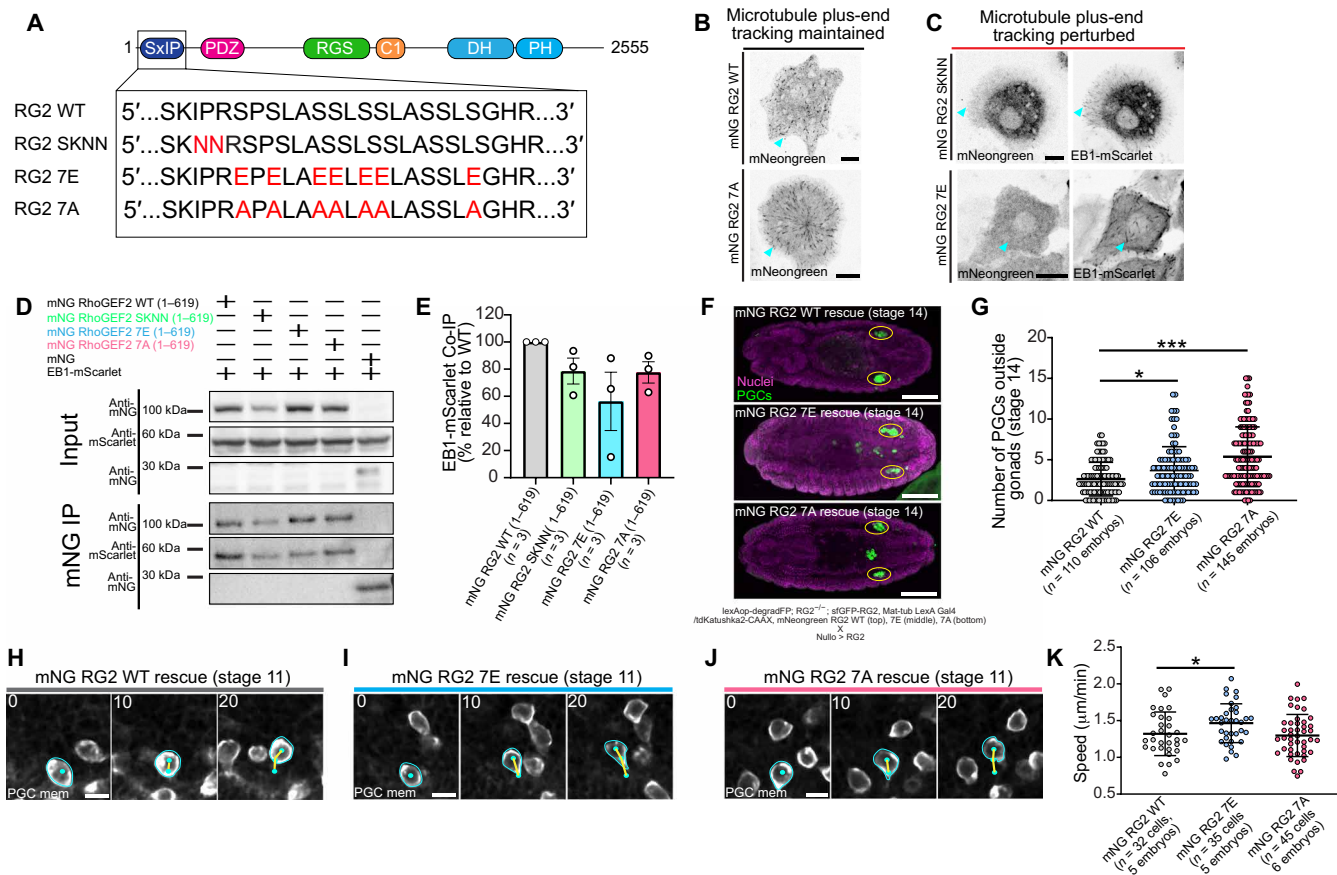 A
1
SxIP
PDZ
RGS
C1
DH
PH
2555
RG2 WT
5′...SKIPRSPSLASSLSSLASSLSGHR...3′
RG2 SKNN
5′...SKNNRSPSLASSLSSLASSLSGHR...3′
RG2 7E
5′...SKIPREPELAEELEELASSLEGHR...3′
RG2 7A
5′...SKIPRAPALAAALAALASSLAGHR...3′
B
Microtubule plus-end
tracking maintained
mNG RG2 WT
mNeongreen
mNG RG2 7A
mNeongreen
C
Microtubule plus-end
tracking perturbed
mNG RG2 SKNN
mNeongreen
EB1-mScarlet
mNG RG2 7E
mNeongreen
EB1-mScarlet
D
mNG RhoGEF2 WT (1–619) + — — — —
mNG RhoGEF2 SKNN (1–619) — + — — —
mNG RhoGEF2 7E (1–619) — — + — —
mNG RhoGEF2 7A (1–619) — — — + —
mNG — — — — +
EB1-mScarlet + + + + +
Input
Anti-
mNG
100 kDa
Anti-
mScarlet
60 kDa
Anti-
mNG
30 kDa
mNG IP
Anti-
mNG
100 kDa
Anti-
mScarlet
60 kDa
Anti-
mNG
30 kDa
E
EB1-mScarlet Co-IP
(% relative to WT)
100
80
60
40
20
0
mNG RG2 WT (1–619)
(n = 3)
mNG RG2 SKNN (1–619)
(n = 3)
mNG RG2 7E (1–619)
(n = 3)
mNG RG2 7A (1–619)
(n = 3)
F
mNG RG2 WT rescue (stage 14)
Nuclei
PGCs
mNG RG2 7E rescue (stage 14)
mNG RG2 7A rescue (stage 14)
lexAop-degradFP; RG2−/−; sfGFP-RG2, Mat-tub LexA Gal4
/tdKatushka2-CAAX, mNeongreen RG2 WT (top), 7E (middle), 7A (bottom)
X
Nullo > RG2
G
Number of PGCs outside
gonads (stage 14)
20
15
10
5
0
***
*
mNG RG2 WT
(n = 110 embryos)
mNG RG2 7E
(n = 106 embryos)
mNG RG2 7A
(n = 145 embryos)
H
mNG RG2 WT rescue (stage 11)
0
10
20
PGC mem
I
mNG RG2 7E rescue (stage 11)
0
10
20
PGC mem
J
mNG RG2 7A rescue (stage 11)
0
10
20
PGC mem
K
Speed (μm/min)
2.5
2.0
1.5
1.0
0.5
*
mNG RG2 WT
(n = 32 cells,
5 embryos)
mNG RG2 7E
(n = 35 cells
5 embryos)
mNG RG2 7A
(n = 45 cells
6 embryos)